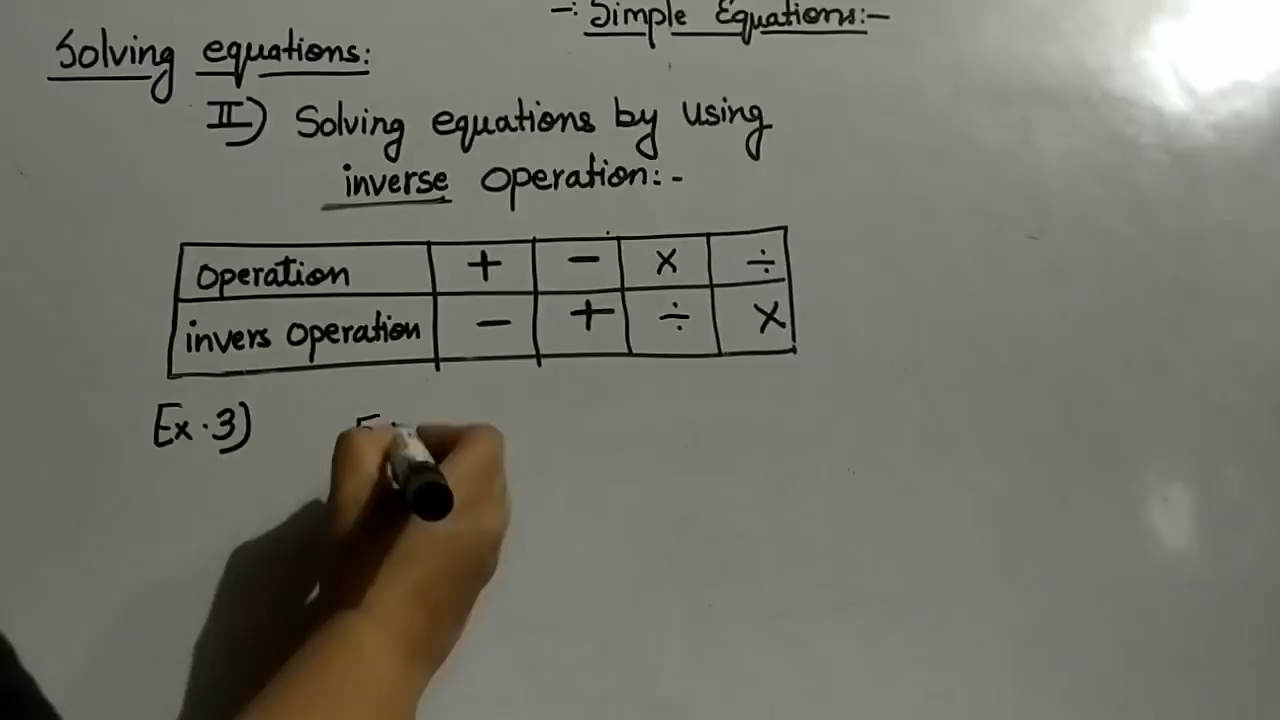 -: Simple Equations:-
Solving equations:
II) Solving equations by using
inverse operation:-
operation + - × ÷
invers operation - + ÷ ×
Ex.3)